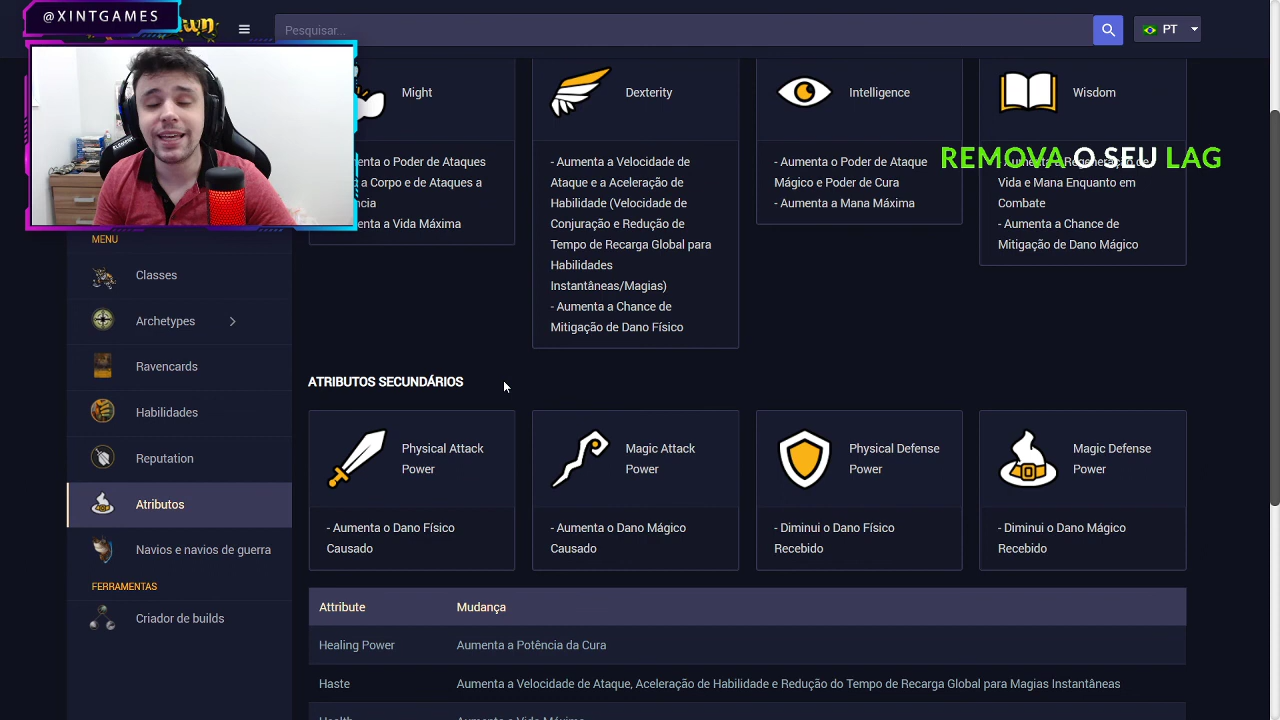 @XINTGAMES
Pesquisar...
PT
REMOVA O SEU LAG
MENU
Classes
Archetypes
Ravencards
Habilidades
Reputation
Atributos
Navios e navios de guerra
FERRAMENTAS
Criador de builds
Might
o Poder de Ataques
a Corpo e de Ataques a
a Vida Máxima
Dexterity
- Aumenta a Velocidade de
Ataque e a Aceleração de
Habilidade (Velocidade de
Conjuração e Redução de
Tempo de Recarga Global para
Habilidades
Instantâneas/Magias)
- Aumenta a Chance de
Mitigação de Dano Físico
Intelligence
- Aumenta o Poder de Ataque
Mágico e Poder de Cura
- Aumenta a Mana Máxima
Wisdom
- Aumenta a Regeneração de
Vida e Mana Enquanto em
Combate
- Aumenta a Chance de
Mitigação de Dano Mágico
ATRIBUTOS SECUNDÁRIOS
Physical Attack
Power
- Aumenta o Dano Físico
Causado
Magic Attack
Power
- Aumenta o Dano Mágico
Causado
Physical Defense
Power
- Diminui o Dano Físico
Recebido
Magic Defense
Power
- Diminui o Dano Mágico
Recebido
Attribute Mudança
Healing Power Aumenta a Potência da Cura
Haste Aumenta a Velocidade de Ataque, Aceleração de Habilidade e Redução do Tempo de Recarga Global para Magias Instantâneas
Health Aumenta a Vida Máxima